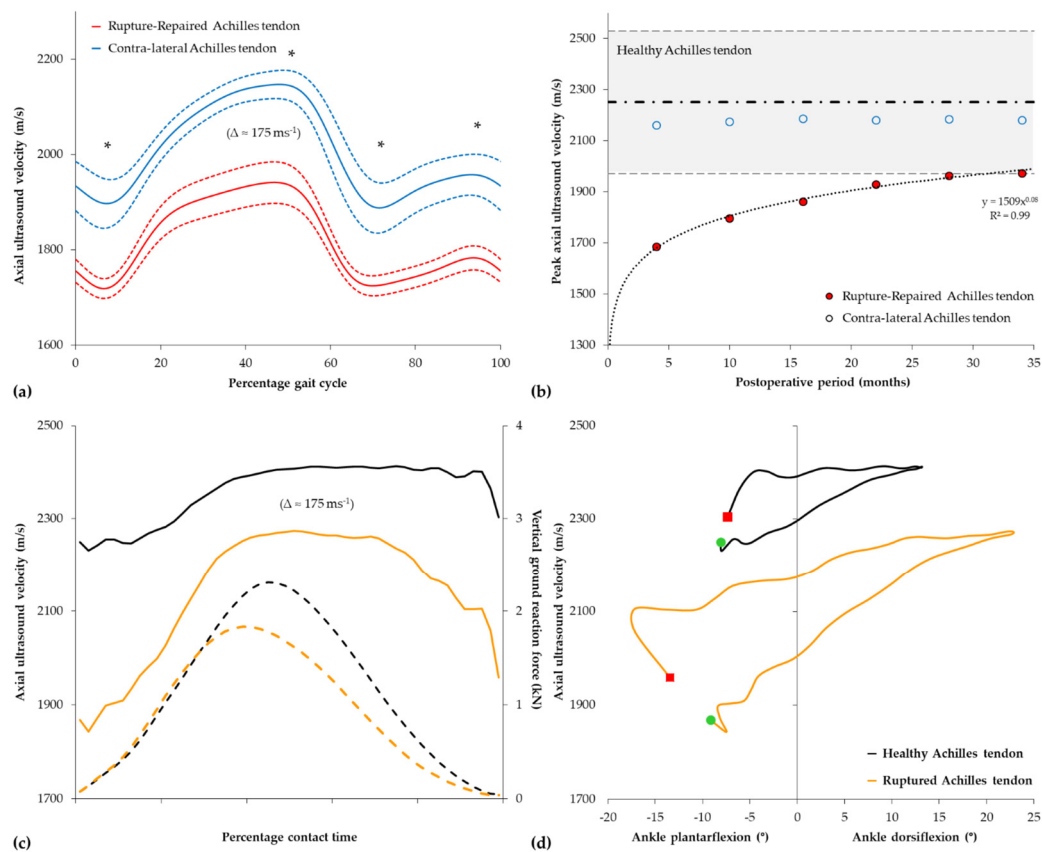 Rupture-Repaired Achilles tendon
Contra-lateral Achilles tendon
*
*
*
*
(Δ ≈ 175 ms⁻¹)
2200
2000
1800
1600
0
20
40
60
80
100
Axial ultrasound velocity (m/s)
Percentage gait cycle
(a)
Healthy Achilles tendon
2500
2300
2100
1900
1700
1500
1300
y = 1509x^0.08
R² = 0.99
Rupture-Repaired Achilles tendon
Contra-lateral Achilles tendon
0
5
10
15
20
25
30
35
Peak axial ultrasound velocity (m/s)
Postoperative period (months)
(b)
2500
2300
2100
1900
1700
(Δ ≈ 175 ms⁻¹)
4
3
2
1
0
Axial ultrasound velocity (m/s)
Vertical ground reaction force (kN)
Percentage contact time
(c)
2500
2300
2100
1900
1700
Axial ultrasound velocity (m/s)
Healthy Achilles tendon
Ruptured Achilles tendon
-20
-15
-10
-5
0
5
10
15
20
25
Ankle plantarflexion (°)
Ankle dorsiflexion (°)
(d)